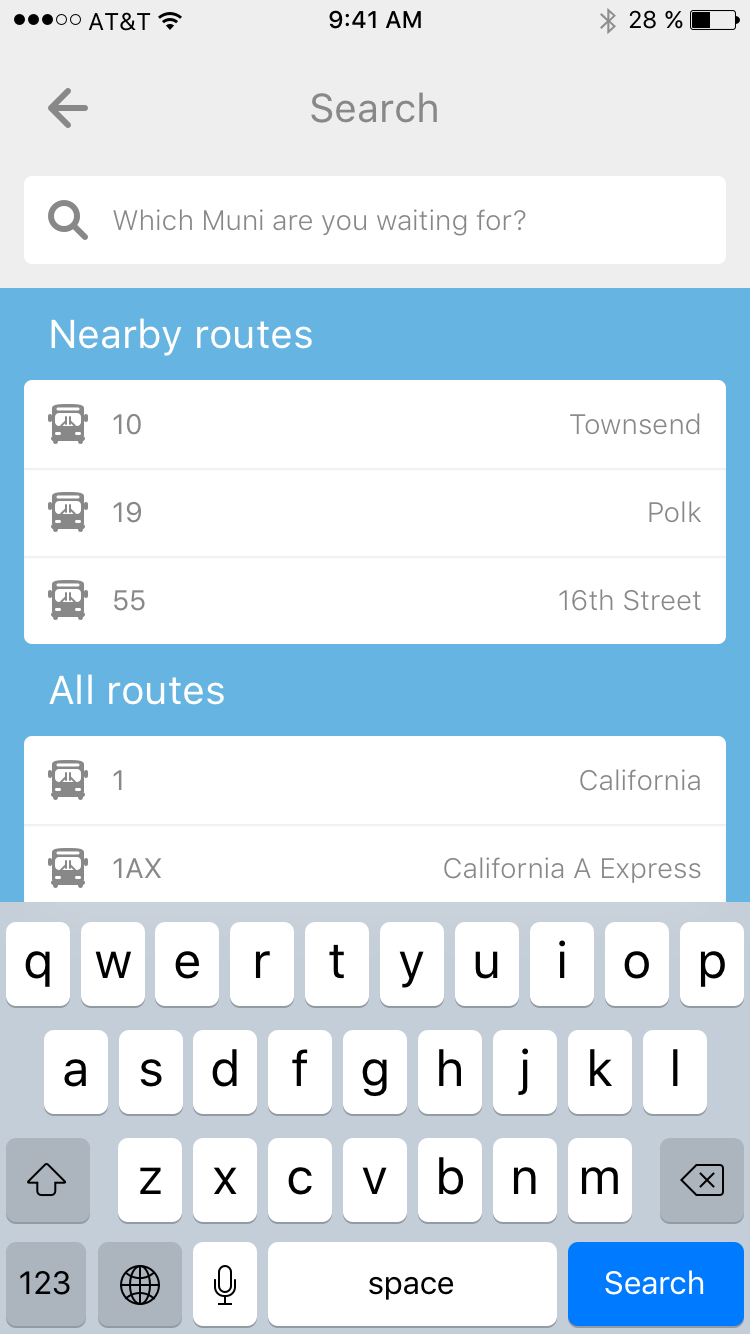 AT&T 9:41 AM 28 %
Search
Which Muni are you waiting for?
Nearby routes
10 Townsend
19 Polk
55 16th Street
All routes
1 California
1AX California A Express
q w e r t y u i o p
a s d f g h j k l
z x c v b n m
123 space Search